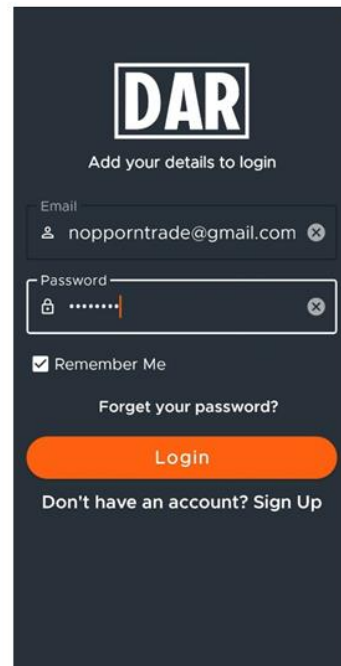 DAR
Add your details to login
Email
nopporntrade@gmail.com
Password
••••••••
Remember Me
Forget your password?
Login
Don't have an account? Sign Up